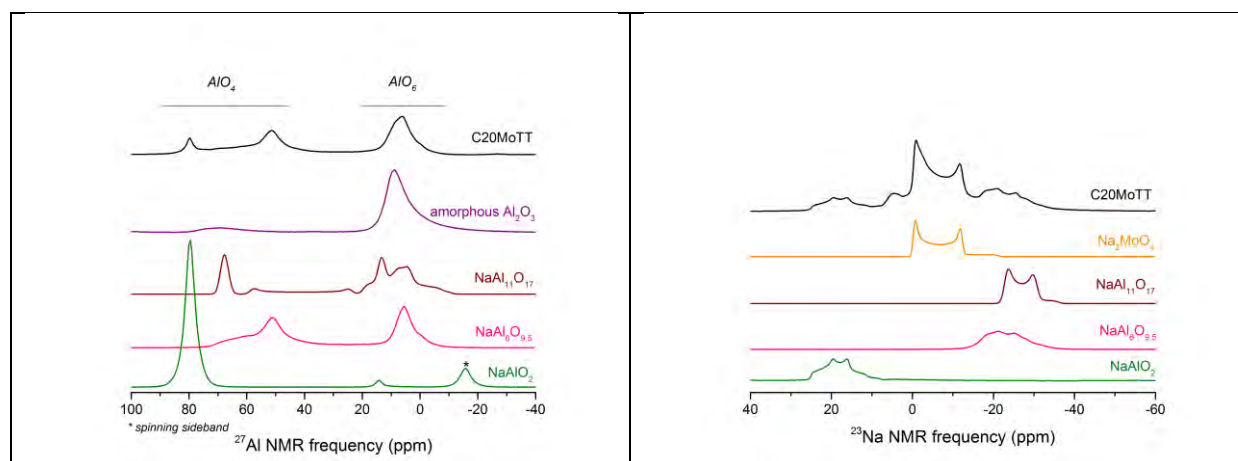 AlO₄
AlO₆
C20MoTT
amorphous Al₂O₃
NaAl₁₁O₁₇
NaAl₆O₉.₅
NaAlO₂
*
100 80 60 40 20 0 -20 -40
* spinning sideband
²⁷Al NMR frequency (ppm)
C20MoTT
Na₂MoO₄
NaAl₁₁O₁₇
NaAl₆O₉.₅
NaAlO₂
40 20 0 -20 -40 -60
²³Na NMR frequency (ppm)